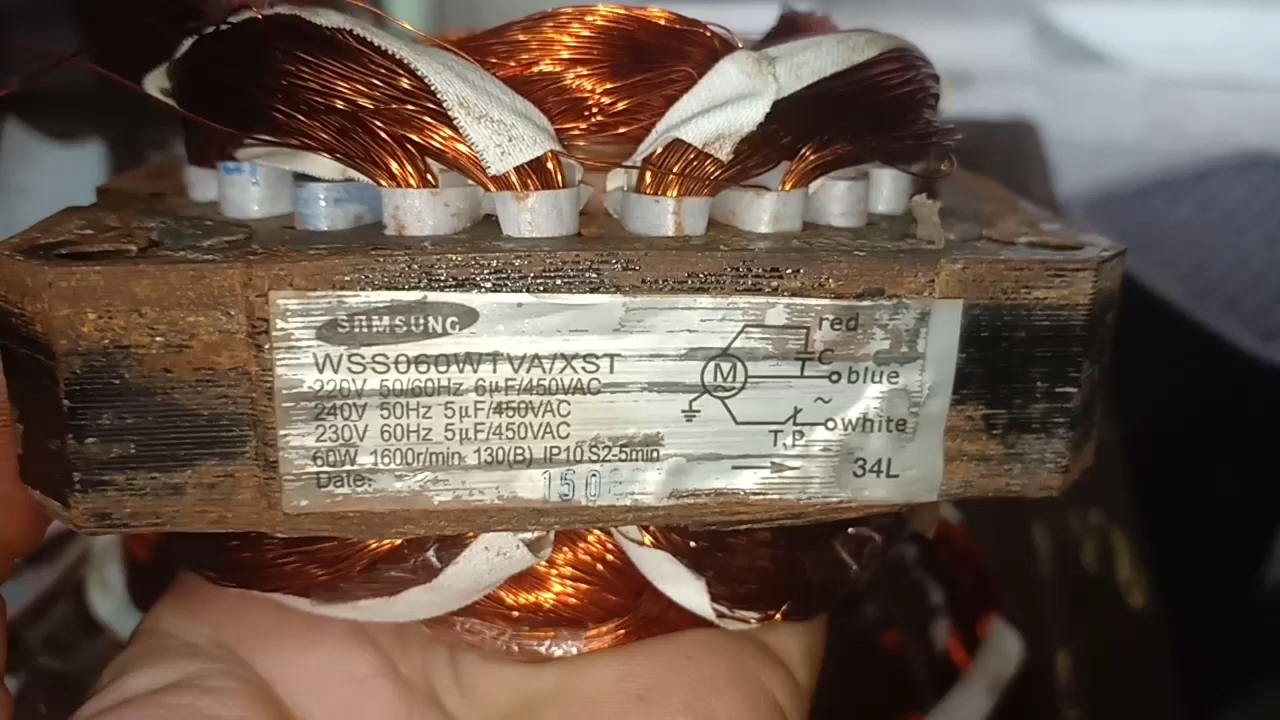 SAMSUNG
WSS060WTVA/XST
220V 50/60Hz 6μF/450VAC
240V 50Hz 5μF/450VAC
230V 60Hz 5μF/450VAC
60W 1600r/min 130(B) IP10 S2-5min
Date:
150
red
C
M
~
blue
~
white
T.P
34L